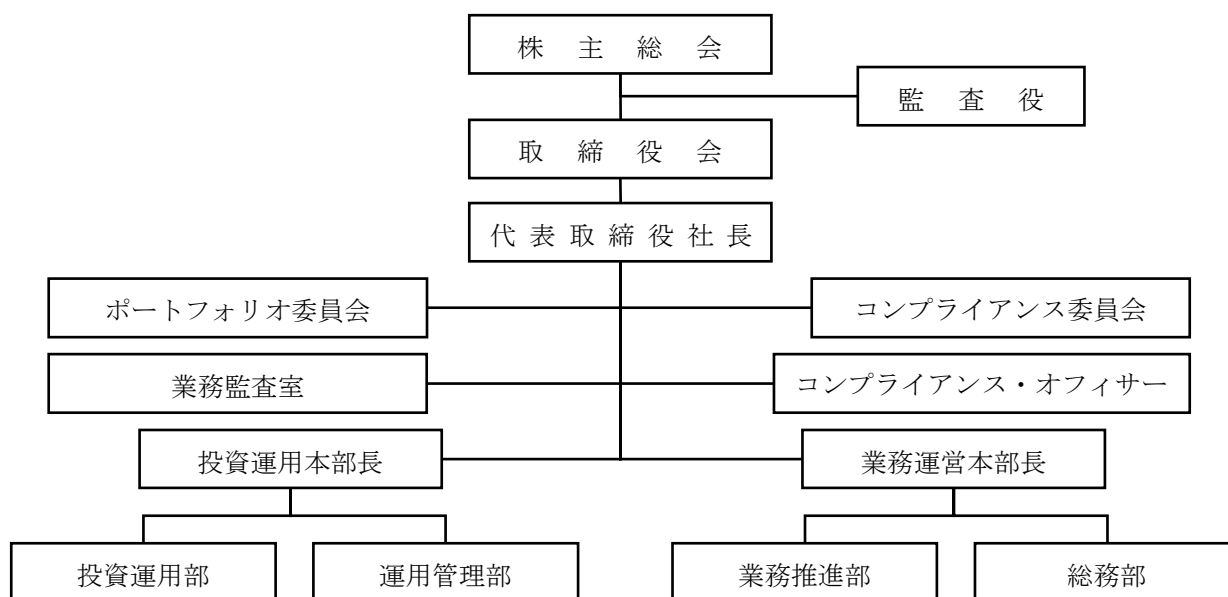 株主総会
監査役
取締役会
代表取締役社長
ポートフォリオ委員会
コンプライアンス委員会
業務監査室
コンプライアンス・オフィサー
投資運用本部長
業務運営本部長
投資運用部
運用管理部
業務推進部
総務部